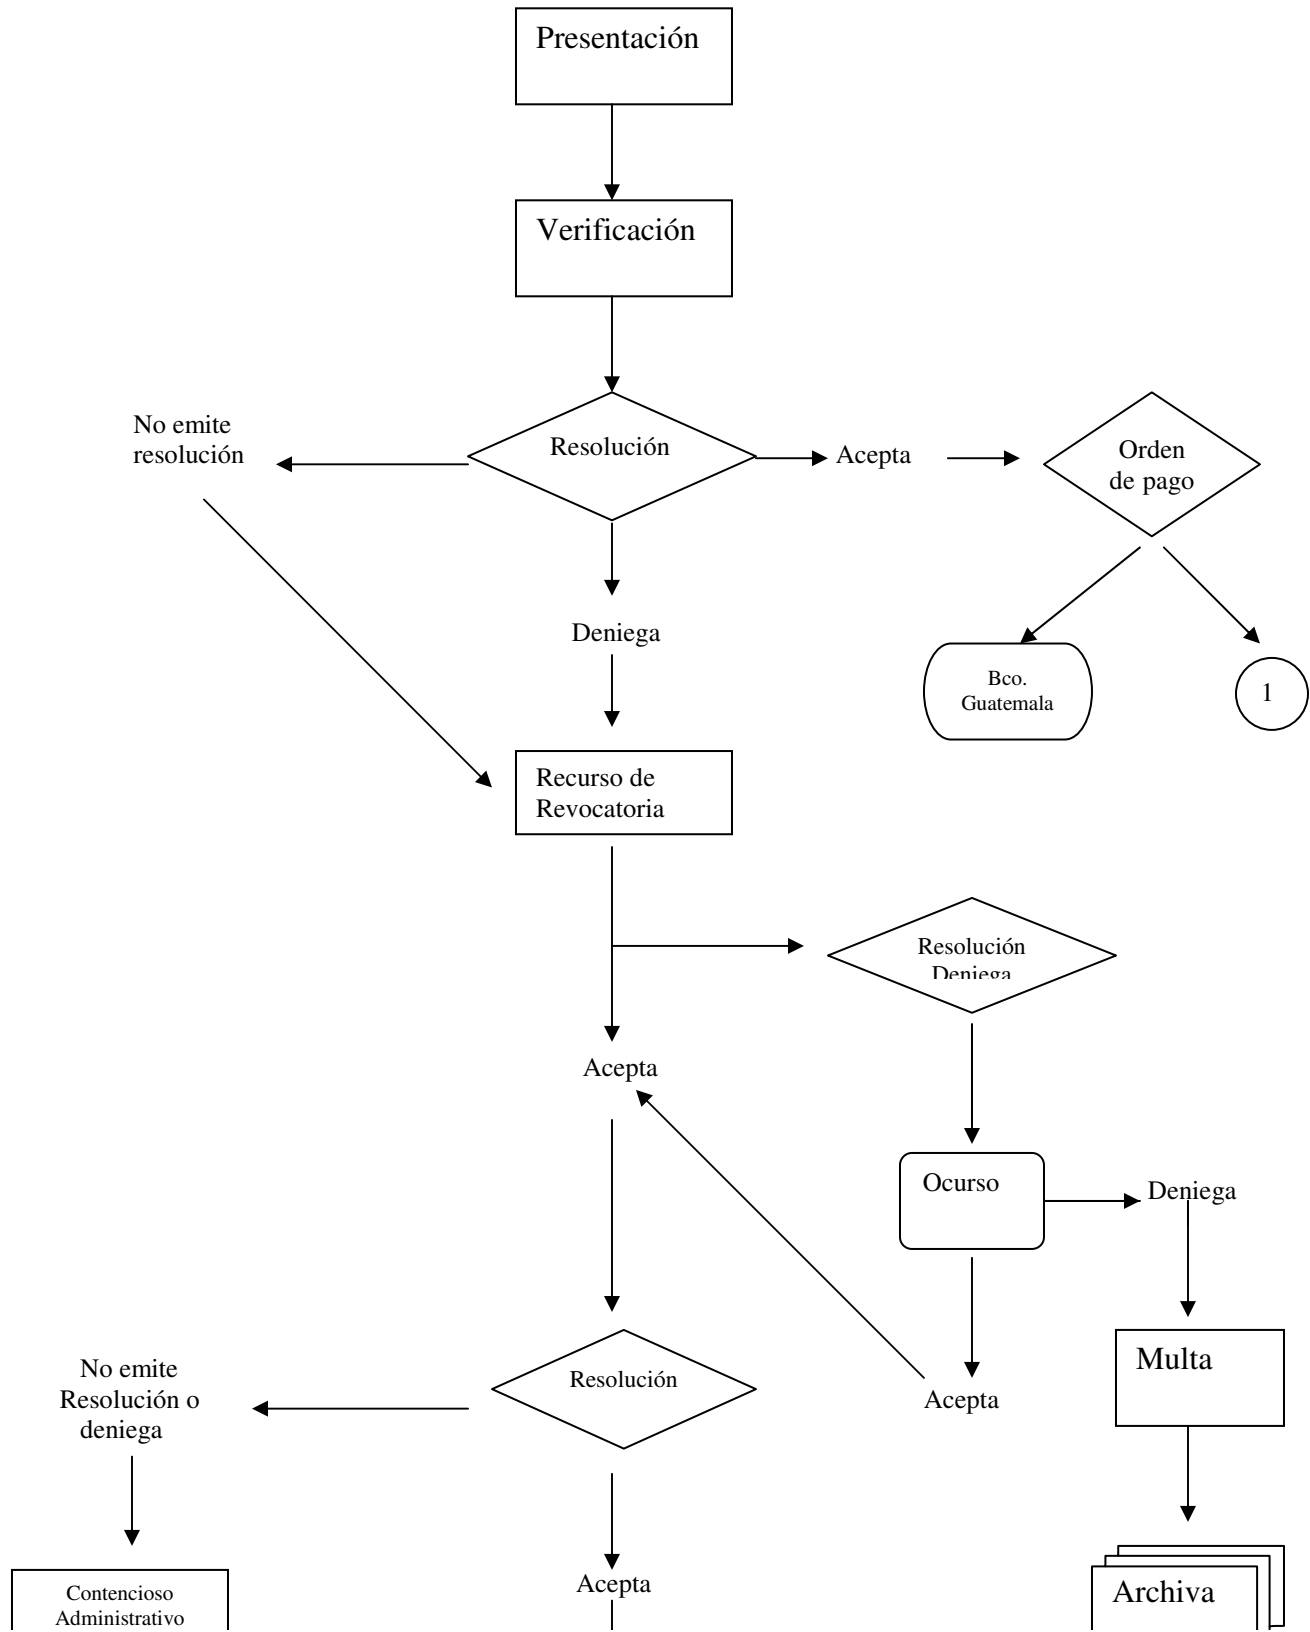 Presentación
Verificación
No emite
resolución
Resolución
Acepta
Orden
de pago
Deniega
Bco.
Guatemala
1
Recurso de
Revocatoria
Resolución
Deniega
Acepta
Ocurso
Deniega
No emite
Resolución o
deniega
Resolución
Acepta
Multa
Contencioso
Administrativo
Acepta
Archiva